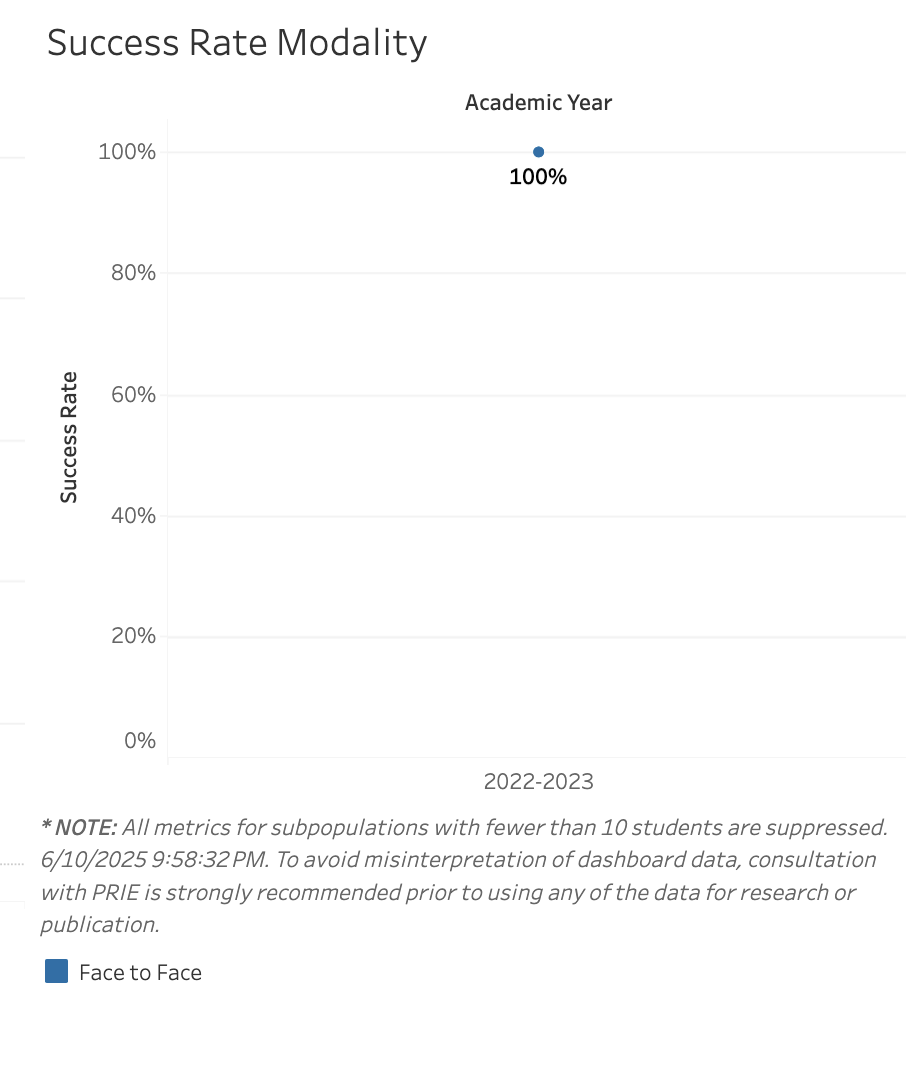 Success Rate Modality
Academic Year
100%
100%
80%
60%
40%
20%
0%
Success Rate
2022-2023
* NOTE: All metrics for subpopulations with fewer than 10 students are suppressed.
6/10/2025 9:58:32 PM. To avoid misinterpretation of dashboard data, consultation
with PRIE is strongly recommended prior to using any of the data for research or
publication.
Face to Face